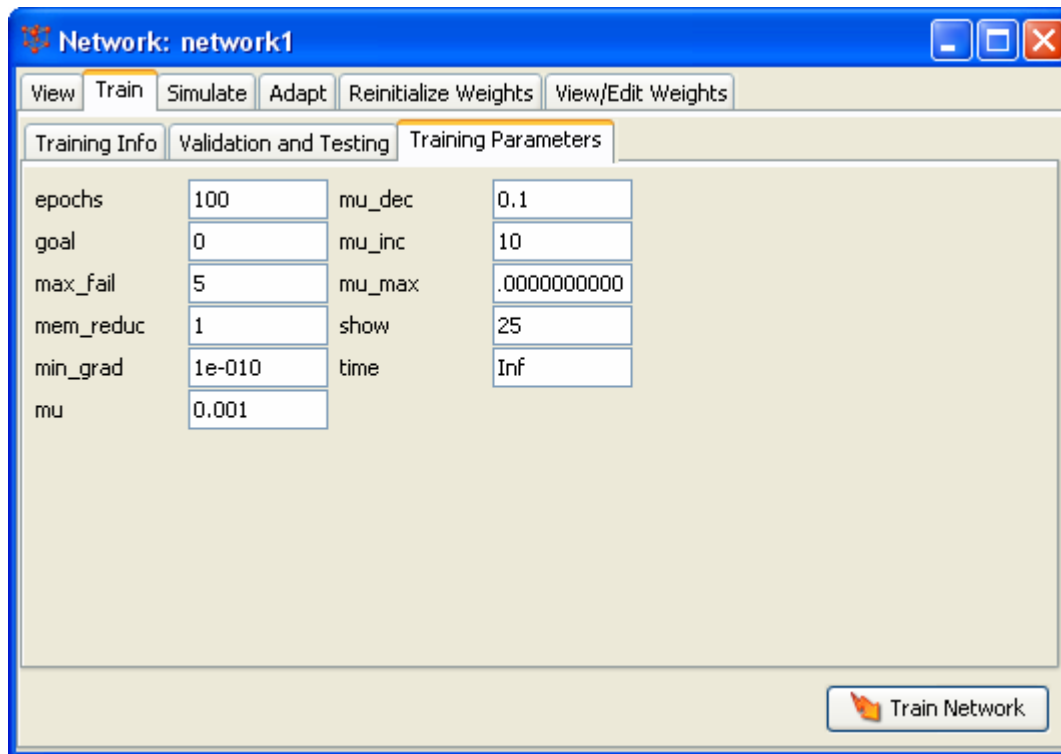 Network: network1
View Train Simulate Adapt Reinitialize Weights View/Edit Weights
Training Info Validation and Testing Training Parameters
epochs 100 mu_dec 0.1
goal 0 mu_inc 10
max_fail 5 mu_max .0000000000
mem_reduc 1 show 25
min_grad 1e-010 time Inf
mu 0.001
Train Network